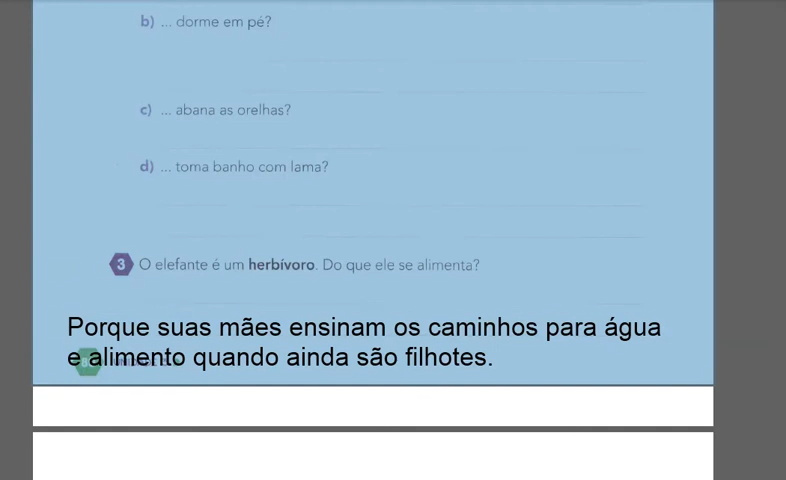 b) ... dorme em pé?
c) ... abana as orelhas?
d) ... toma banho com lama?
3 O elefante é um herbívoro. Do que ele se alimenta?
Porque suas mães ensinam os caminhos para água
e alimento quando ainda são filhotes.